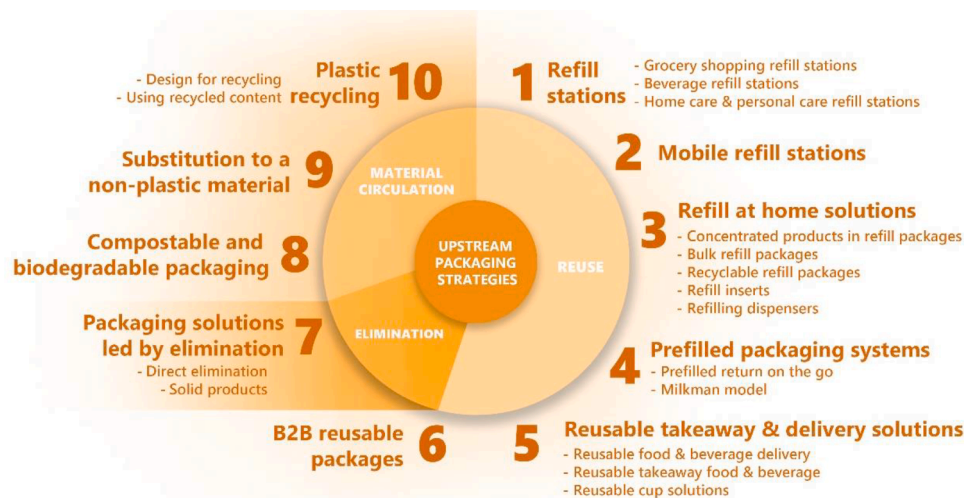 1 Refill
stations
- Grocery shopping refill stations
- Beverage refill stations
- Home care & personal care refill stations
2 Mobile refill stations
3 Refill at home solutions
- Concentrated products in refill packages
- Bulk refill packages
- Recyclable refill packages
- Refill inserts
- Refilling dispensers
4 Prefilled packaging systems
- Prefilled return on the go
- Milkman model
5 Reusable takeaway & delivery solutions
- Reusable food & beverage delivery
- Reusable takeaway food & beverage
- Reusable cup solutions
B2B reusable
packages 6
Packaging solutions
led by elimination 7
- Direct elimination
- Solid products
Compostable and
biodegradable packaging 8
Substitution to a
non-plastic material 9
Plastic
recycling 10
- Design for recycling
- Using recycled content
MATERIAL
CIRCULATION
UPSTREAM
PACKAGING
STRATEGIES
REUSE
ELIMINATION